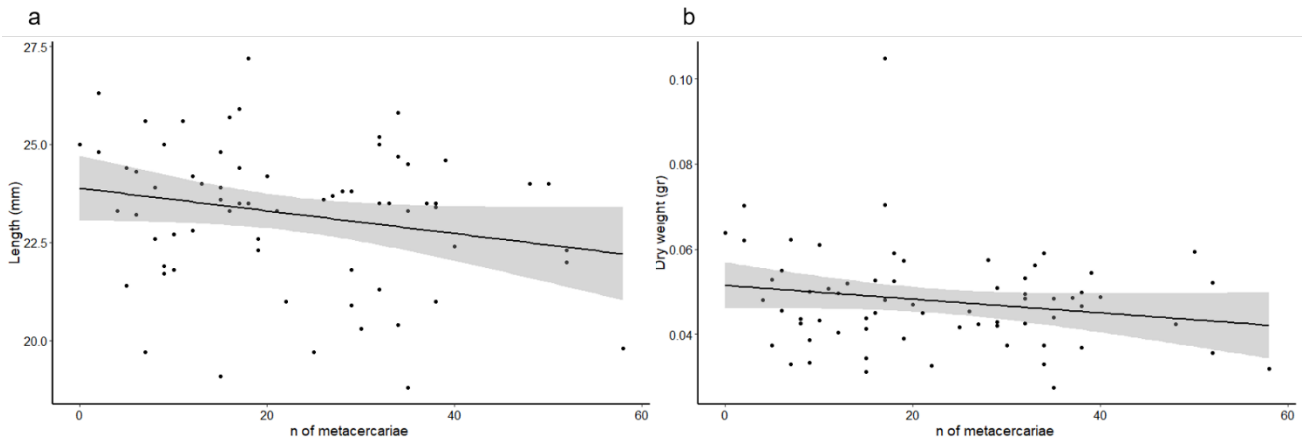 a
27.5
25.0
22.5
20.0
Length (mm)
0
20
40
60
n of metacercariae
b
0.10
0.08
0.06
0.04
Dry weight (gr)
0
20
40
60
n of metacercariae